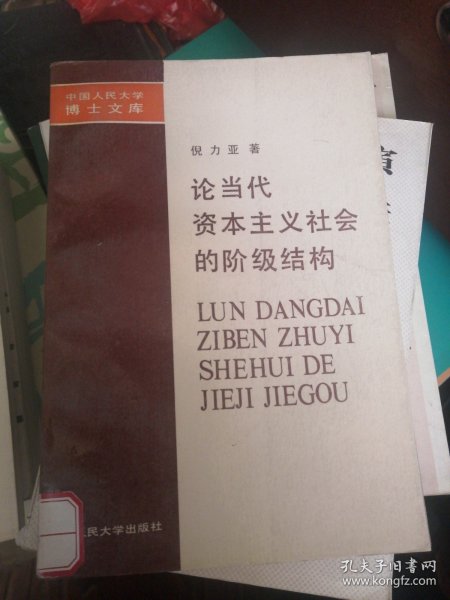 中国人民大学
博士文库
倪力亚 著
论当代
资本主义社会
的阶级结构
LUN DANGDAI
ZIBEN ZHUYI
SHEHUI DE
JIEJI JIEGOU
民大学出版社
孔夫子旧书网
www.kongfz.com